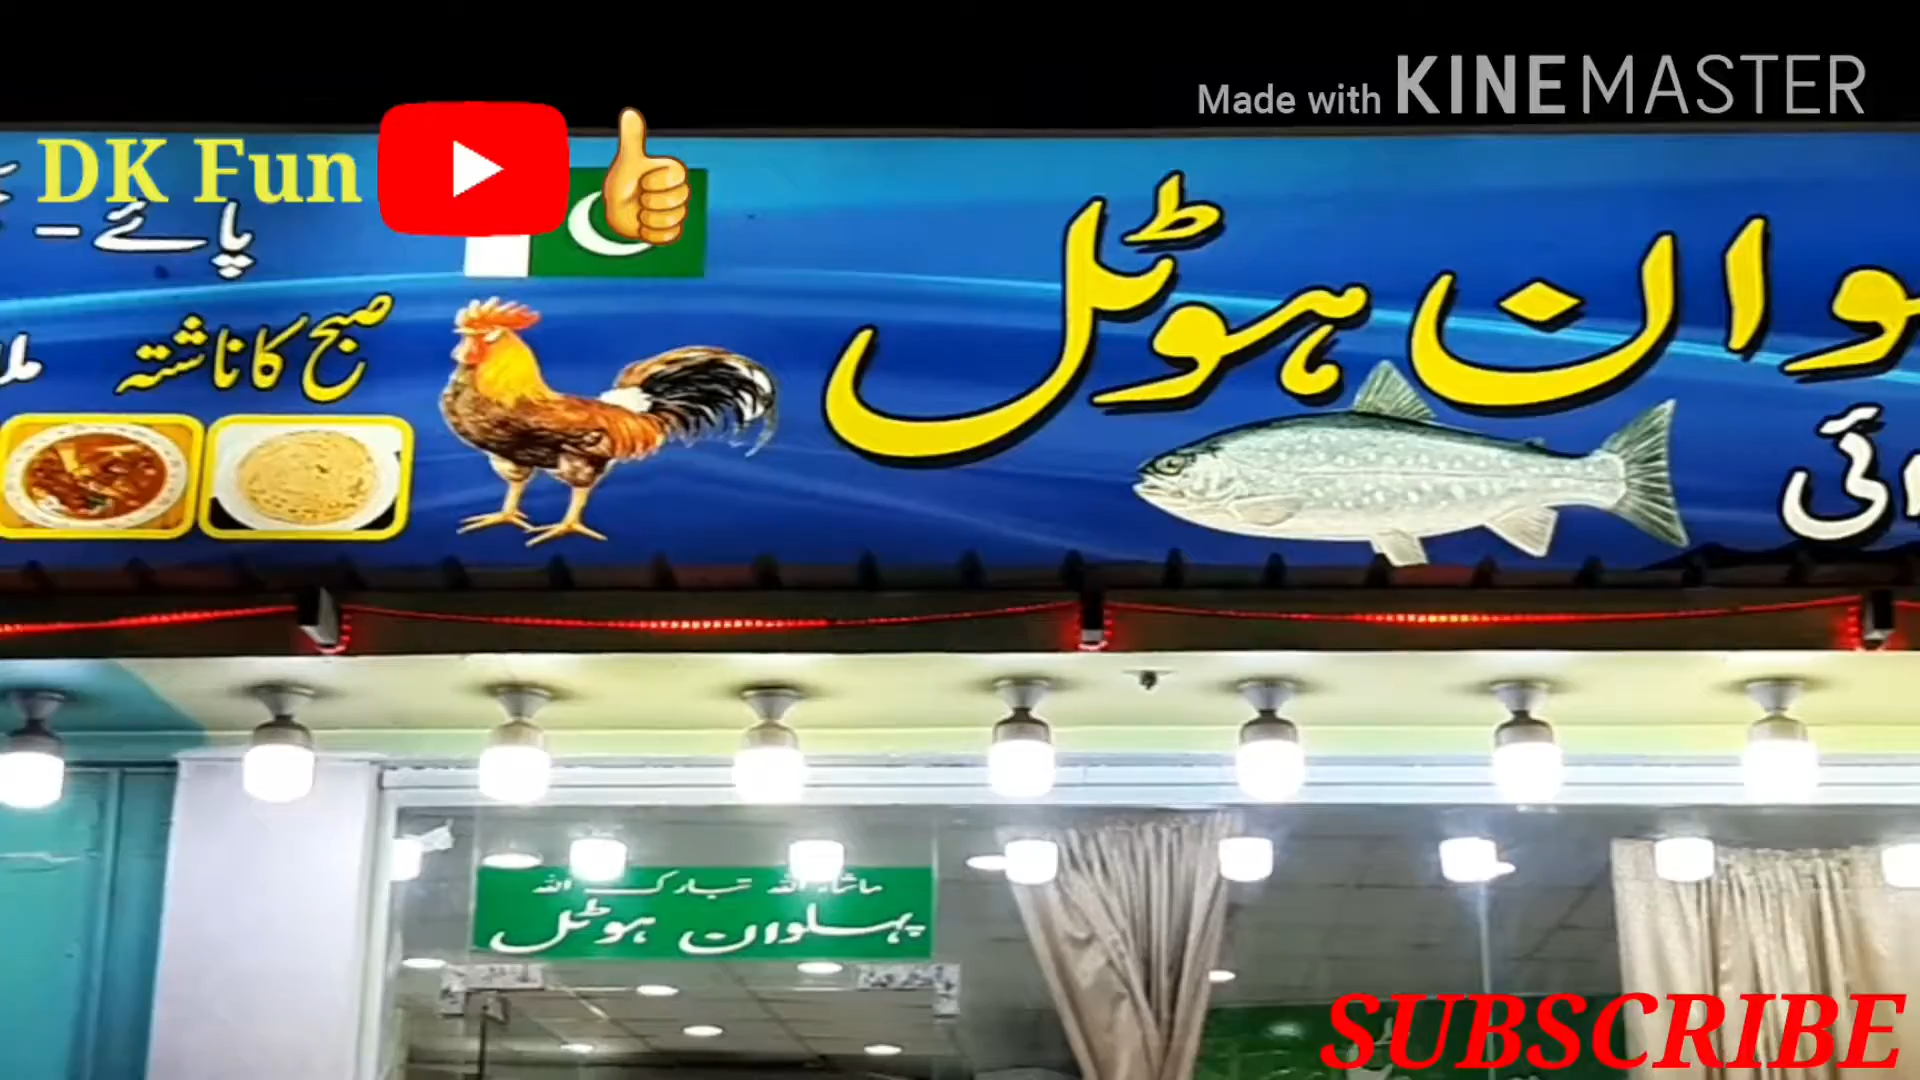 Made with KINEMASTER
DK Fun
پائے -
وان ہوٹل
صبح کا ناشتہ
ماشاء اللہ تبارک اللہ
پہلوان ہوٹل
SUBSCRIBE